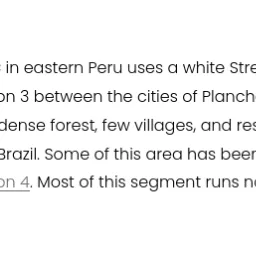 in eastern Peru uses a white Stre
on 3 between the cities of Planch
dense forest, few villages, and res
Brazil. Some of this area has been
on 4. Most of this segment runs no